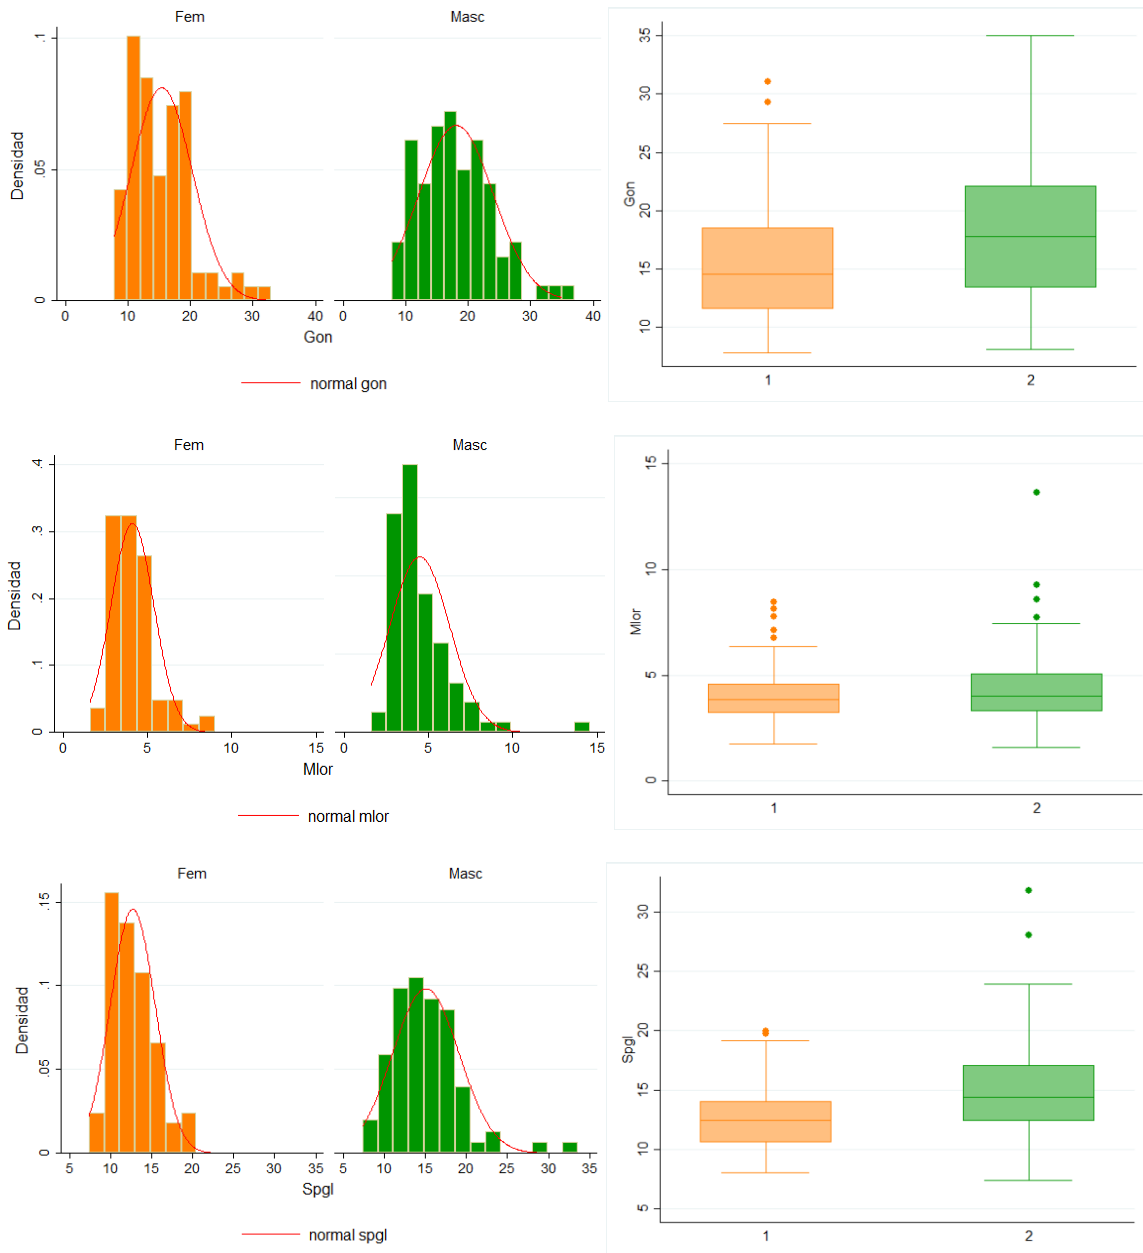 Fem Masc
Densidad
0 .05 .1
0 10 20 30 40 0 10 20 30 40
Gon
normal gon
Gon
10 15 20 25 30 35
1 2
Fem Masc
Densidad
0 .1 .2 .3 .4
0 5 10 15 0 5 10 15
Mlor
normal mlor
Mlor
0 5 10 15
1 2
Fem Masc
Densidad
0 .05 .1 .15
5 10 15 20 25 30 35 5 10 15 20 25 30 35
Spgl
normal spgl
Spgl
5 10 15 20 25 30
1 2